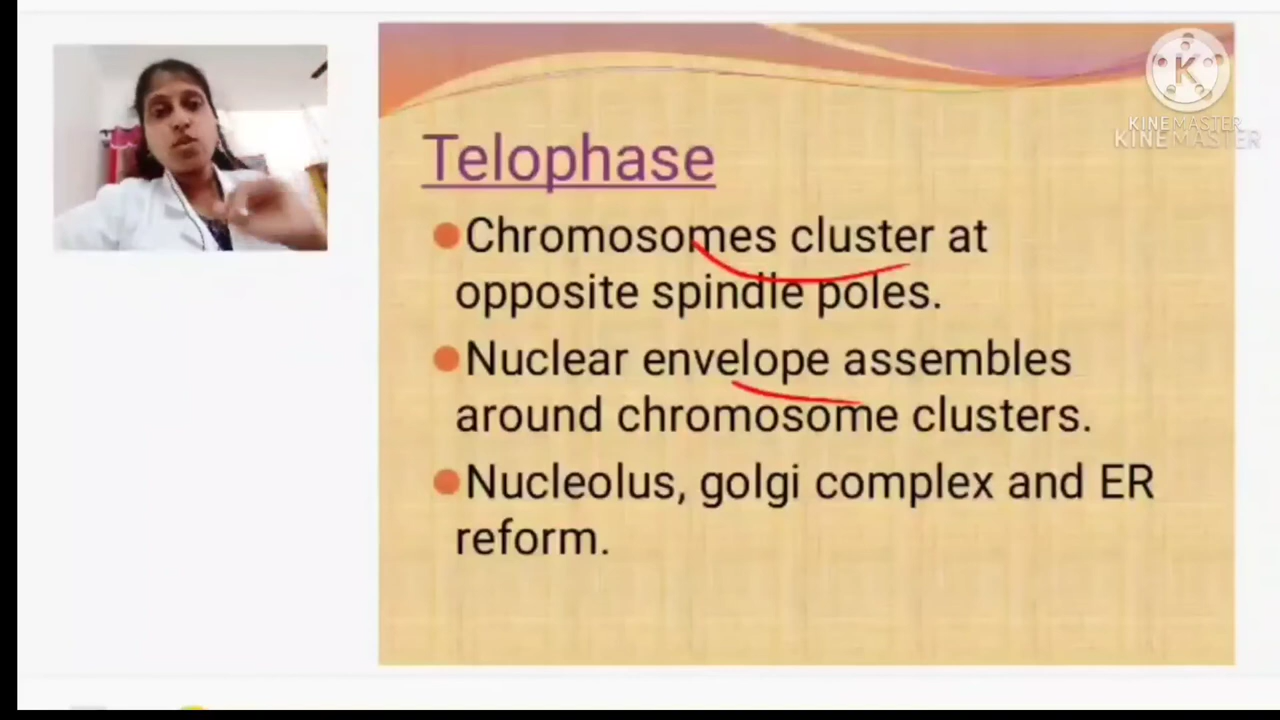 K
KINEMASTER
KINEMASTER
Telophase
Chromosomes cluster at
opposite spindle poles.
Nuclear envelope assembles
around chromosome clusters.
Nucleolus, golgi complex and ER
reform.